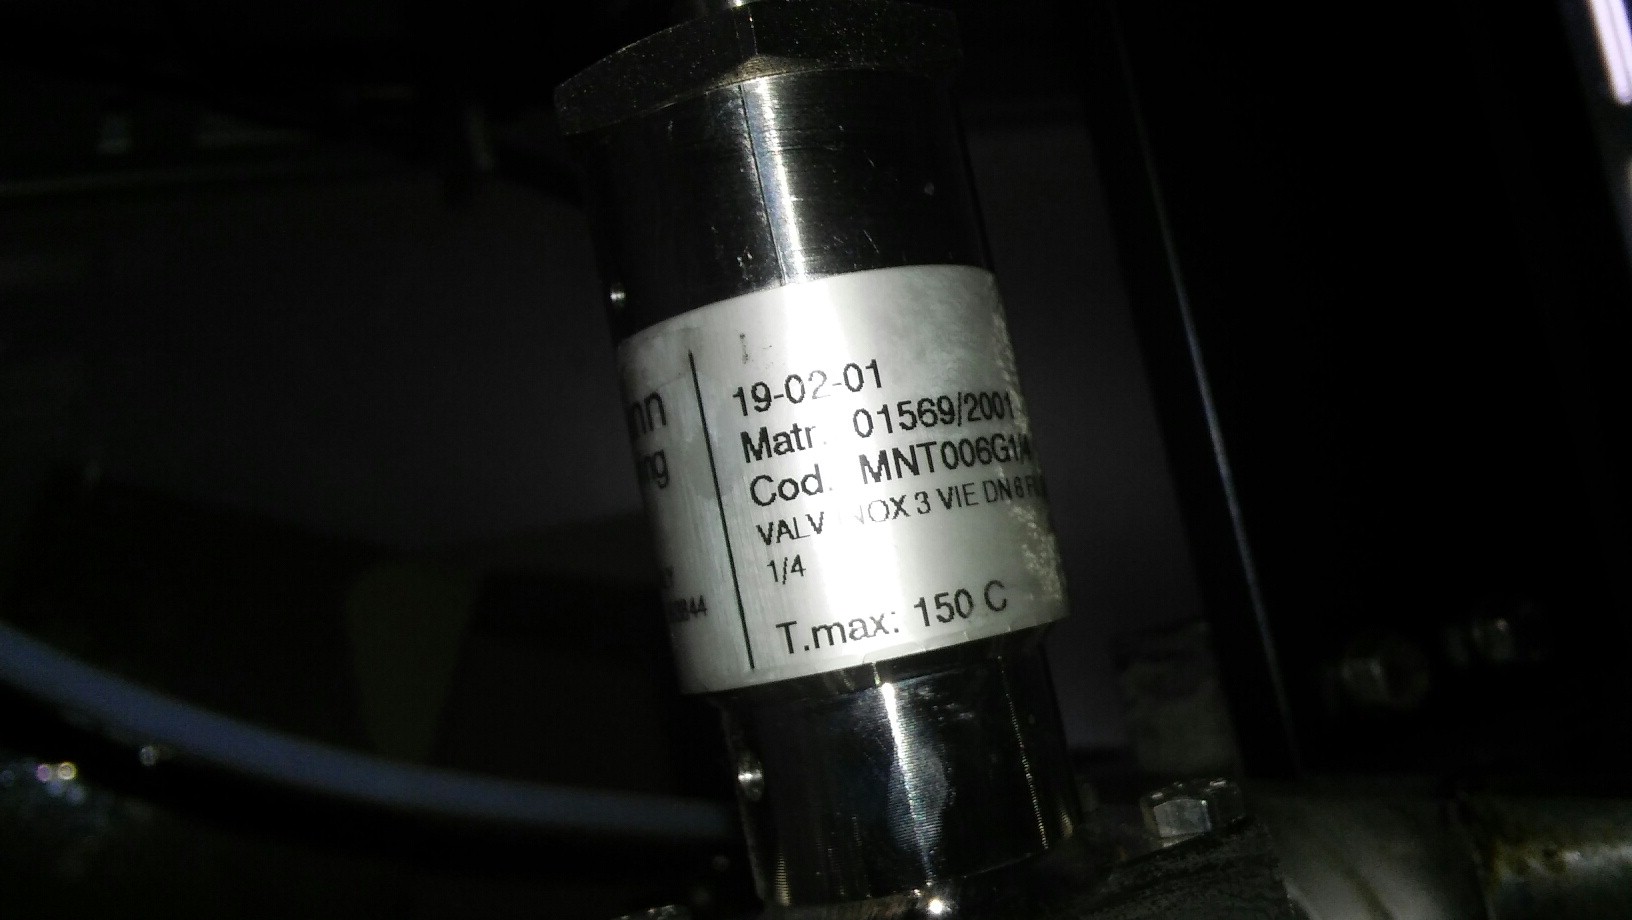 19-02-01
Matr. 01569/2001
Cod. MNT006G1/4
VALV INOX 3 VIE DN 6
1/4
T.max: 150 C